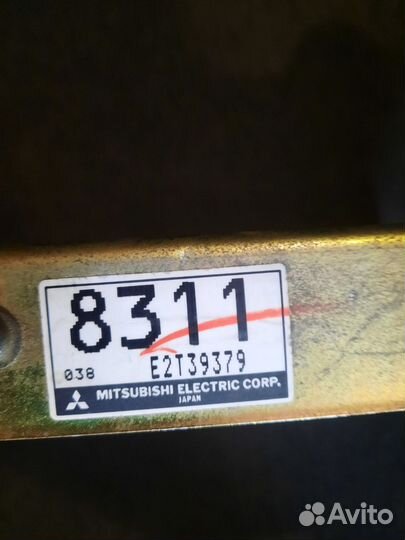 8311
038 E2T39379
MITSUBISHI ELECTRIC CORP.
JAPAN
Avito